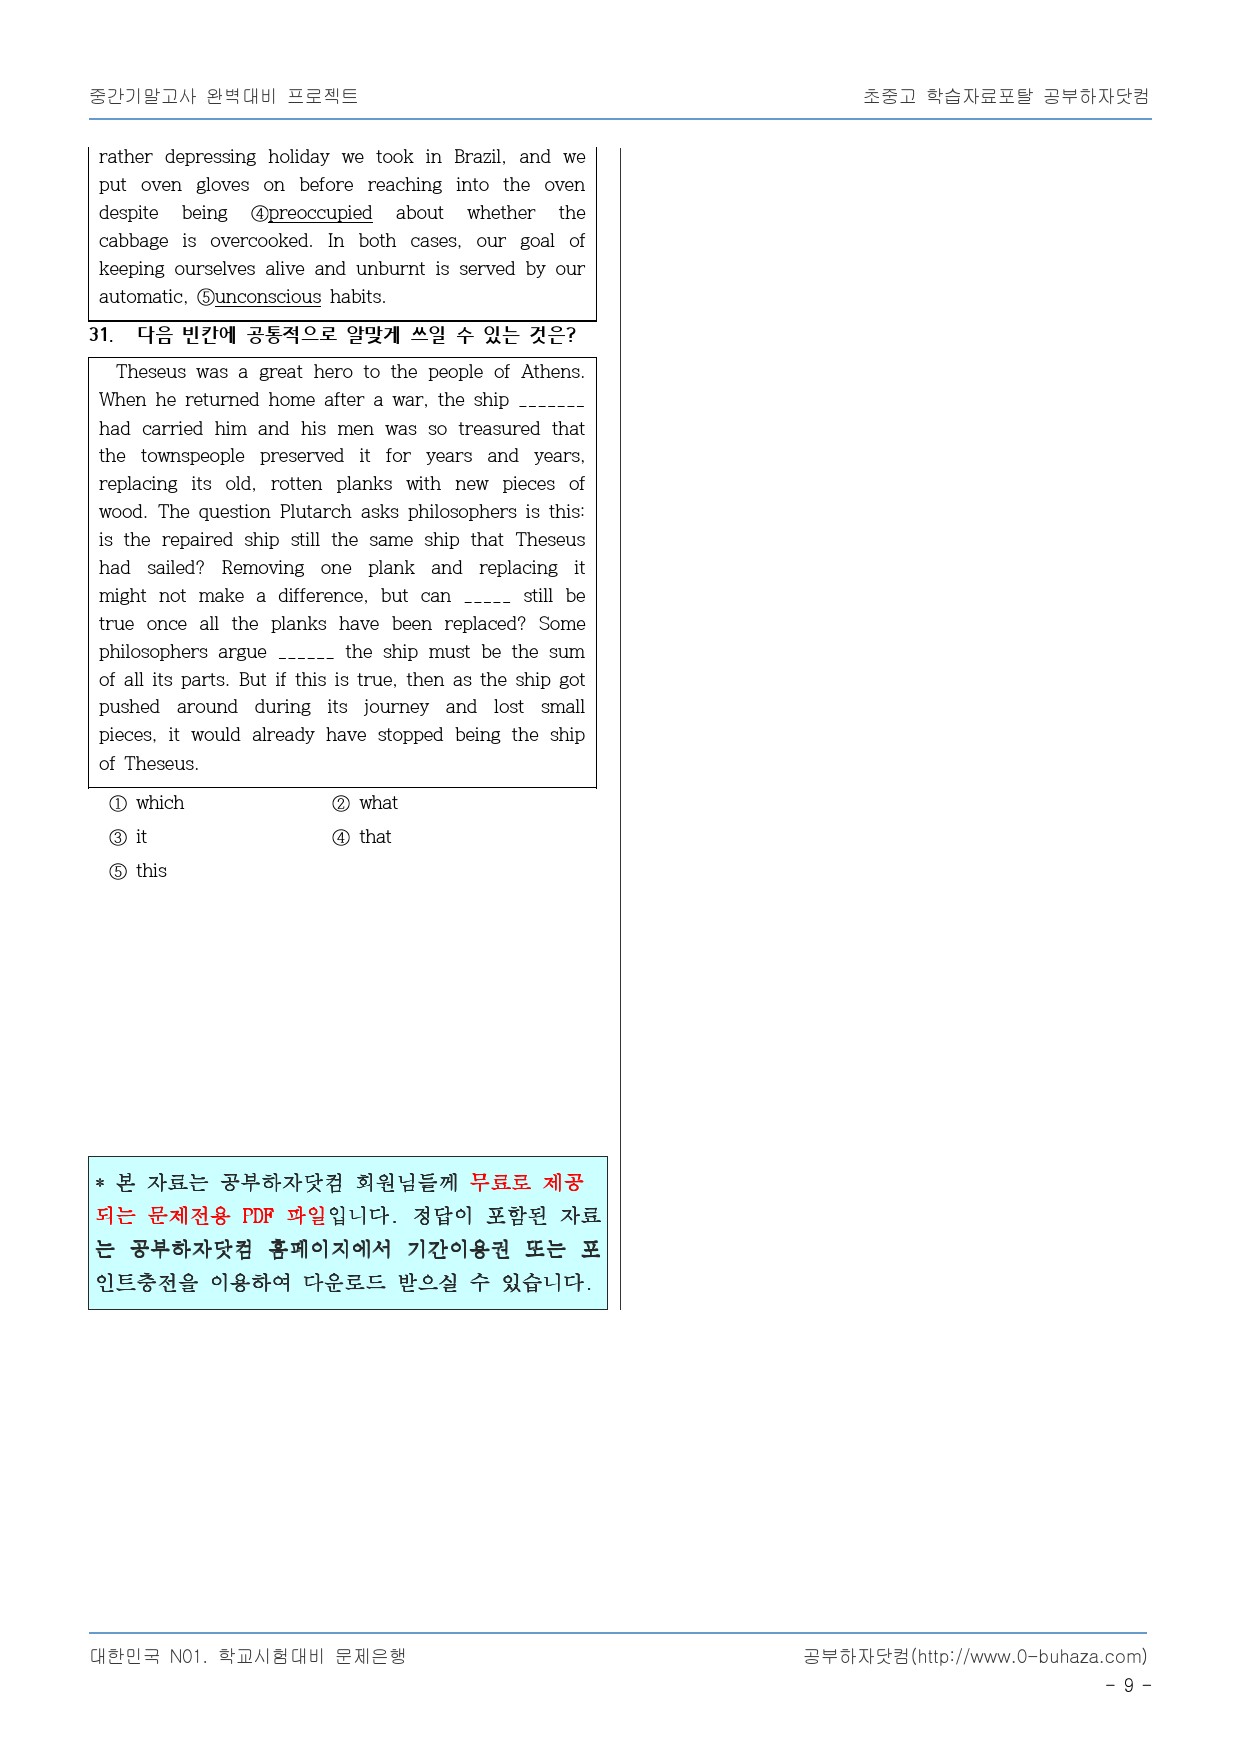 중간기말고사 완벽대비 프로젝트
초중고 학습자료포탈 공부하자닷컴
rather depressing holiday we took in Brazil, and we
put oven gloves on before reaching into the oven
despite being ④preoccupied about whether the
cabbage is overcooked. In both cases, our goal of
keeping ourselves alive and unburnt is served by our
automatic, ⑤unconscious habits.
31. 다음 빈칸에 공통적으로 알맞게 쓰일 수 있는 것은?
Theseus was a great hero to the people of Athens.
When he returned home after a war, the ship _______
had carried him and his men was so treasured that
the townspeople preserved it for years and years,
replacing its old, rotten planks with new pieces of
wood. The question Plutarch asks philosophers is this:
is the repaired ship still the same ship that Theseus
had sailed? Removing one plank and replacing it
might not make a difference, but can _____ still be
true once all the planks have been replaced? Some
philosophers argue ______ the ship must be the sum
of all its parts. But if this is true, then as the ship got
pushed around during its journey and lost small
pieces, it would already have stopped being the ship
of Theseus.
① which ② what
③ it ④ that
⑤ this
* 본 자료는 공부하자닷컴 회원님들께 무료로 제공
되는 문제전용 PDF 파일입니다. 정답이 포함된 자료
는 공부하자닷컴 홈페이지에서 기간이용권 또는 포
인트충전을 이용하여 다운로드 받으실 수 있습니다.
대한민국 N01. 학교시험대비 문제은행
공부하자닷컴(http://www.0-buhaza.com)
- 9 -